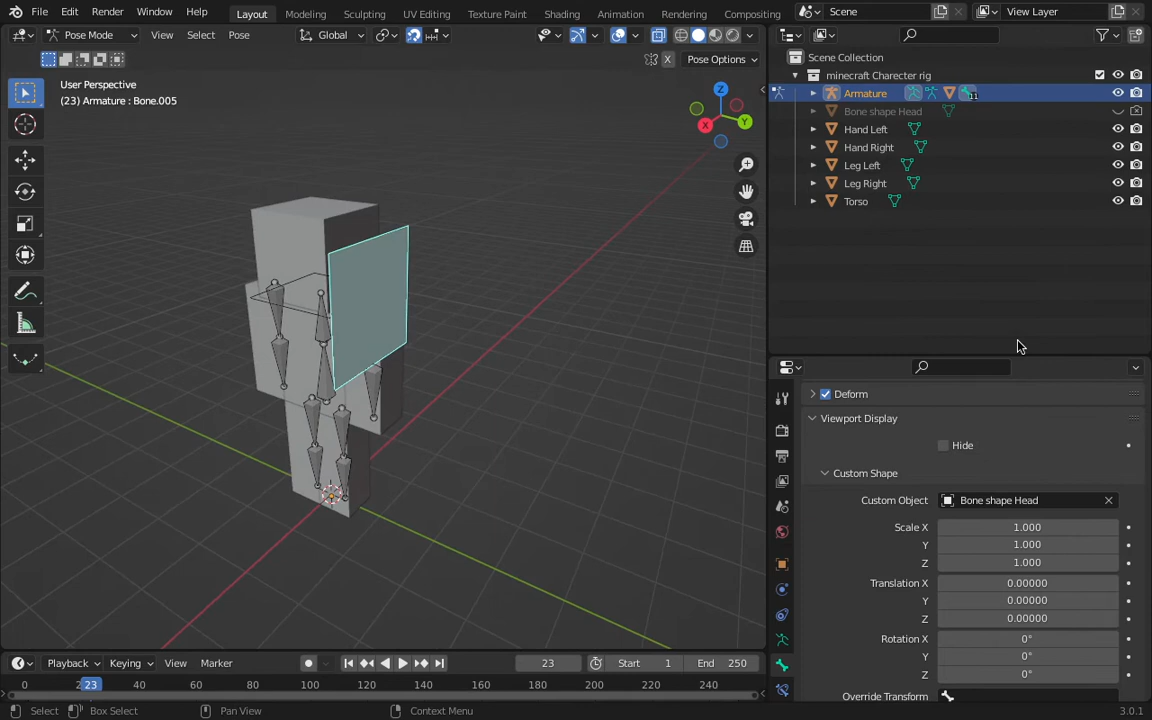 File Edit Render Window Help Layout Modeling Sculpting UV Editing Texture Paint Shading Animation Rendering Compositing Scene View Layer
Pose Mode View Select Pose Global
X Pose Options
User Perspective
(23) Armature : Bone.005
Z
Y
X
Scene Collection
minecraft Charecter rig
Armature 11
Bone shape Head
Hand Left
Hand Right
Leg Left
Leg Right
Torso
Deform
Viewport Display
Hide
Custom Shape
Custom Object Bone shape Head
Scale X 1.000
Y 1.000
Z 1.000
Translation X 0.00000
Y 0.00000
Z 0.00000
Rotation X 0°
Y 0°
Z 0°
Override Transform
Playback Keying View Marker 23 Start 1 End 250
0 23 40 60 80 100 120 140 160 180 200 220 240
Select Box Select Pan View Context Menu 3.0.1